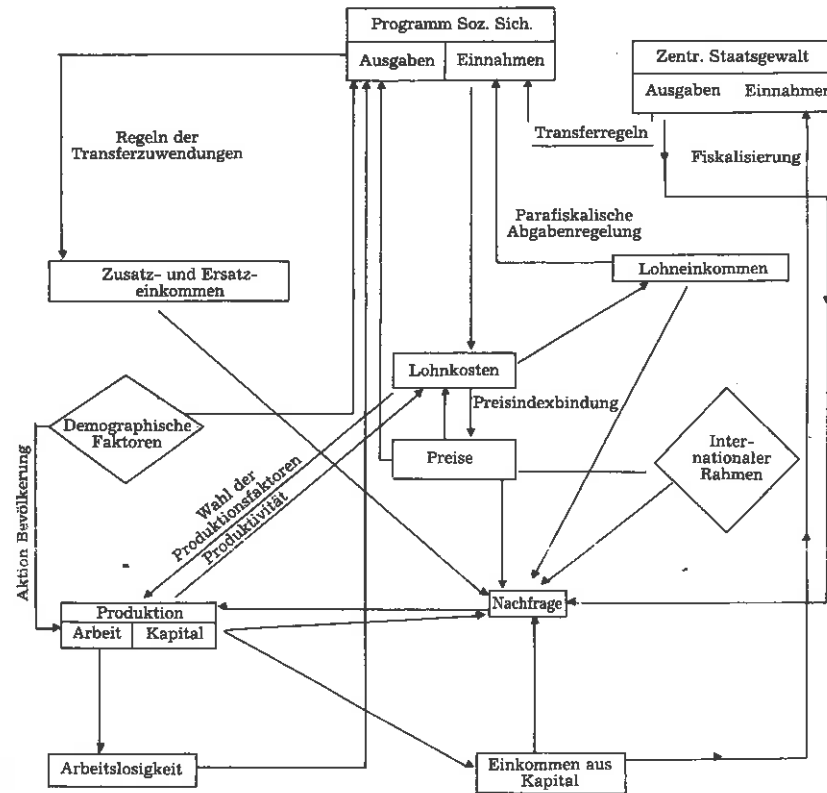 Programm Soz. Sich.
Ausgaben Einnahmen
Zentr. Staatsgewalt
Ausgaben Einnahmen
Regeln der
Transferzuwendungen
Transferregeln
Fiskalisierung
Parafiskalische
Abgabenregelung
Zusatz- und Ersatz-
einkommen
Lohneinkommen
Lohnkosten
Preisindexbindung
Demographische
Faktoren
Preise
Inter-
nationaler
Rahmen
Aktion Bevölkerung
Wahl der
Produktionsfaktoren
Produktivität
Produktion
Arbeit Kapital
Nachfrage
Arbeitslosigkeit
Einkommen aus
Kapital